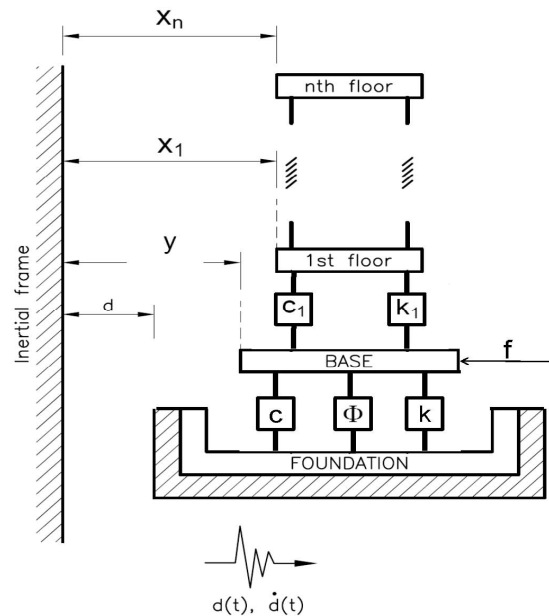 xₙ
nth floor
x₁
y
1st floor
Inertial frame
d
c₁
k₁
f
BASE
c
Φ
k
FOUNDATION
d(t), ḋ(t)